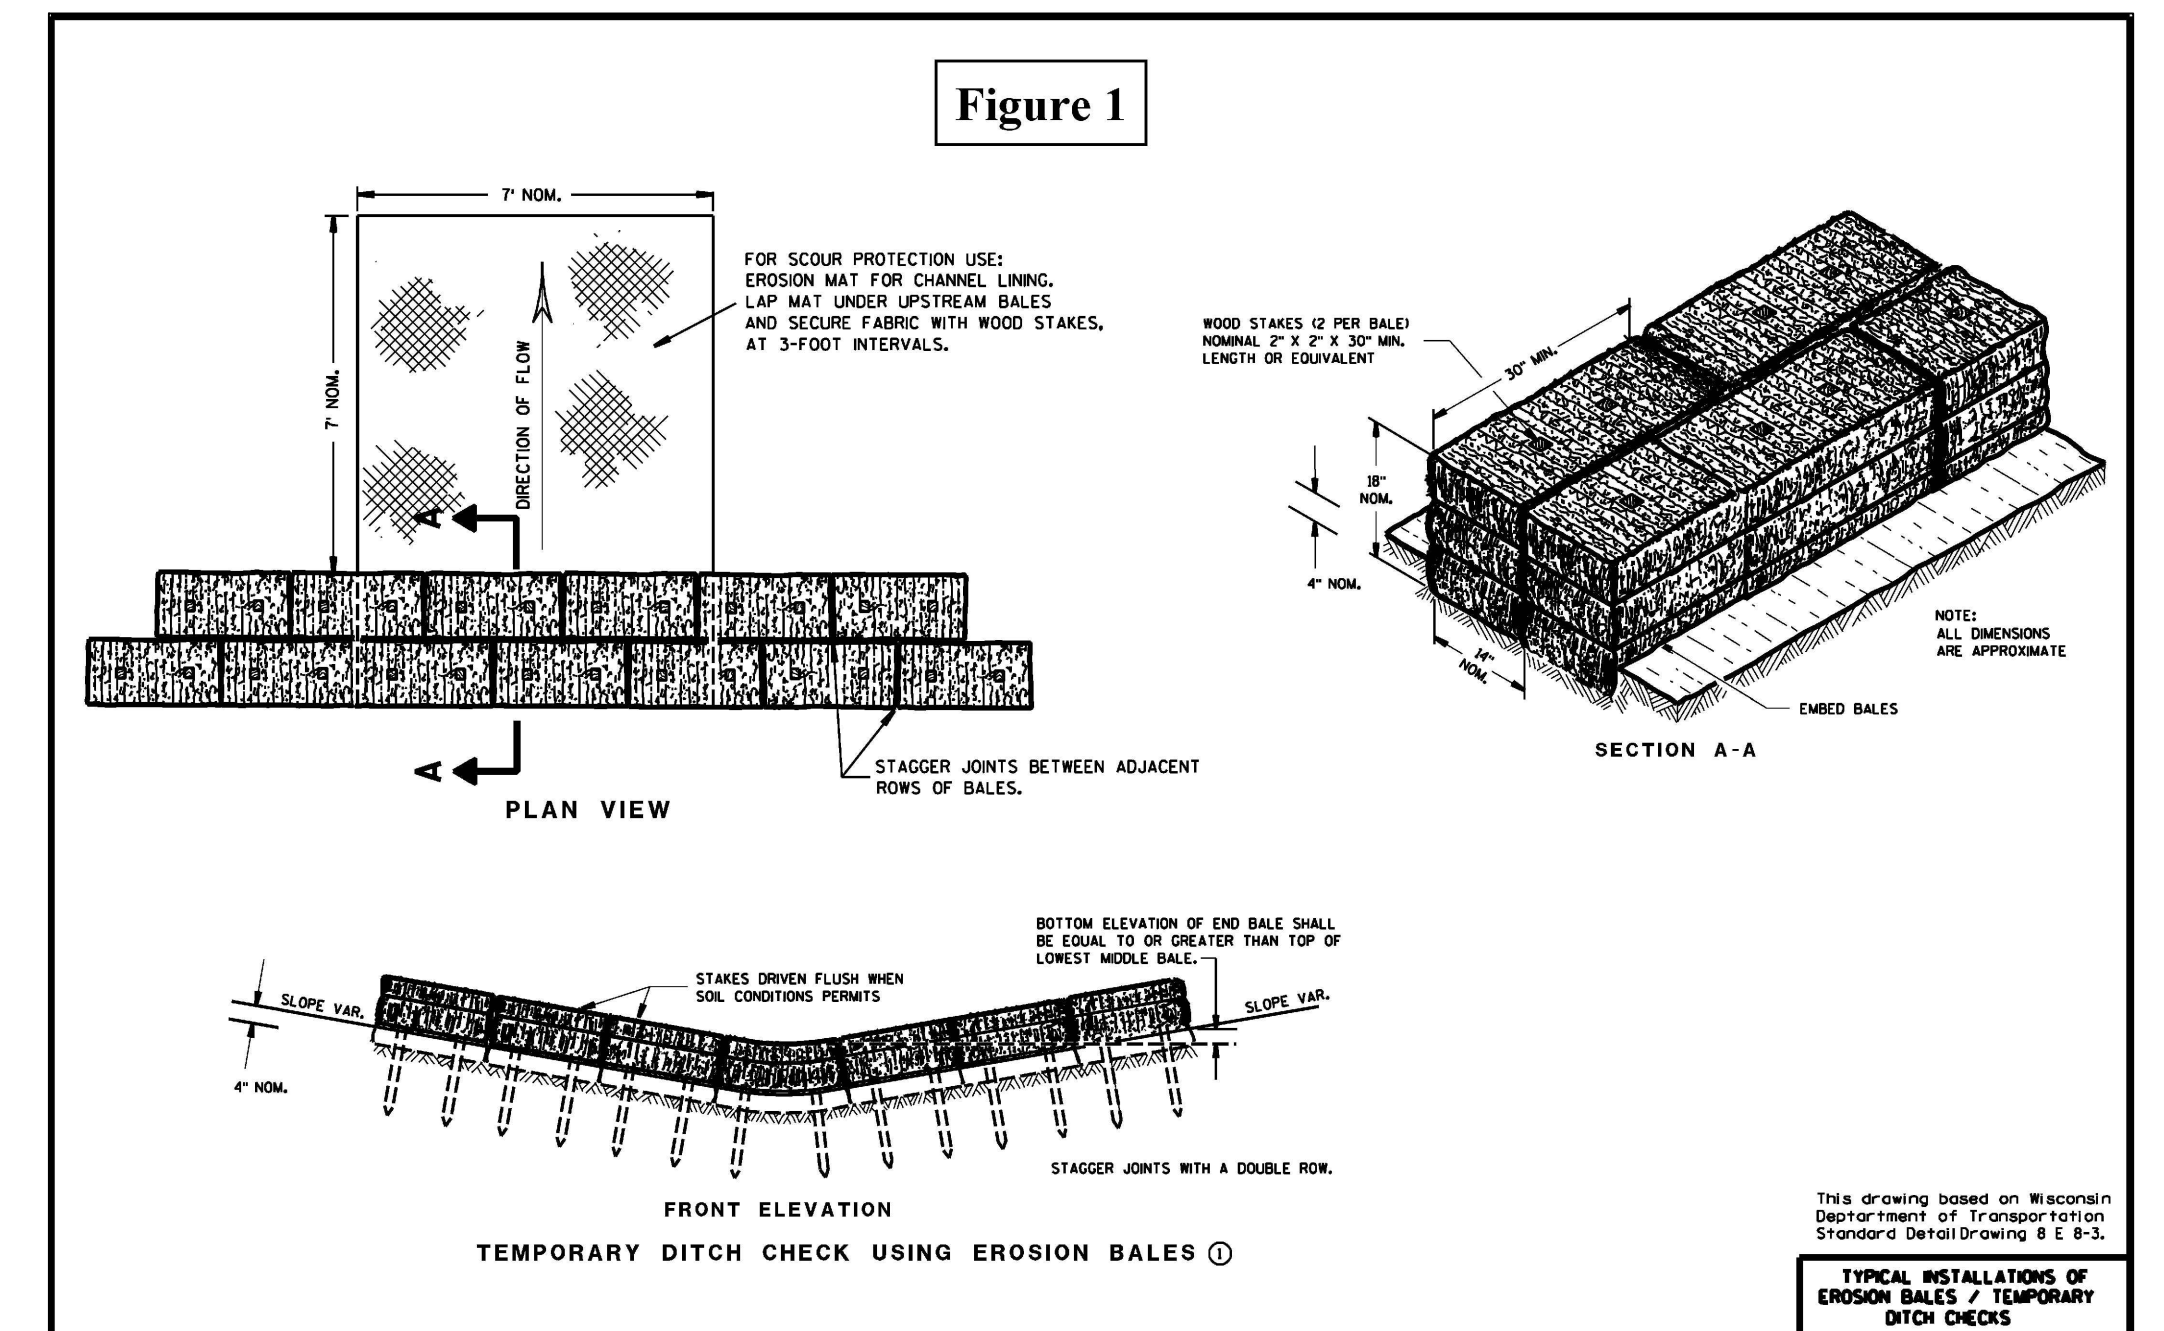 Figure 1
7' NOM.
7' NOM.
DIRECTION OF FLOW
FOR SCOUR PROTECTION USE:
EROSION MAT FOR CHANNEL LINING.
LAP MAT UNDER UPSTREAM BALES
AND SECURE FABRIC WITH WOOD STAKES,
AT 3-FOOT INTERVALS.
A
A
STAGGER JOINTS BETWEEN ADJACENT
ROWS OF BALES.
PLAN VIEW
WOOD STAKES (2 PER BALE)
NOMINAL 2" X 2" X 30" MIN.
LENGTH OR EQUIVALENT
30" MIN.
18"
NOM.
4" NOM.
14"
NOM.
NOTE:
ALL DIMENSIONS
ARE APPROXIMATE
EMBED BALES
SECTION A-A
BOTTOM ELEVATION OF END BALE SHALL
BE EQUAL TO OR GREATER THAN TOP OF
LOWEST MIDDLE BALE.
STAKES DRIVEN FLUSH WHEN
SOIL CONDITIONS PERMITS
SLOPE VAR.
SLOPE VAR.
4" NOM.
STAGGER JOINTS WITH A DOUBLE ROW.
FRONT ELEVATION
TEMPORARY DITCH CHECK USING EROSION BALES ①
This drawing based on Wisconsin
Deptartment of Transportation
Standard Detail Drawing 8 E 8-3.
TYPICAL INSTALLATIONS OF
EROSION BALES / TEMPORARY
DITCH CHECKS